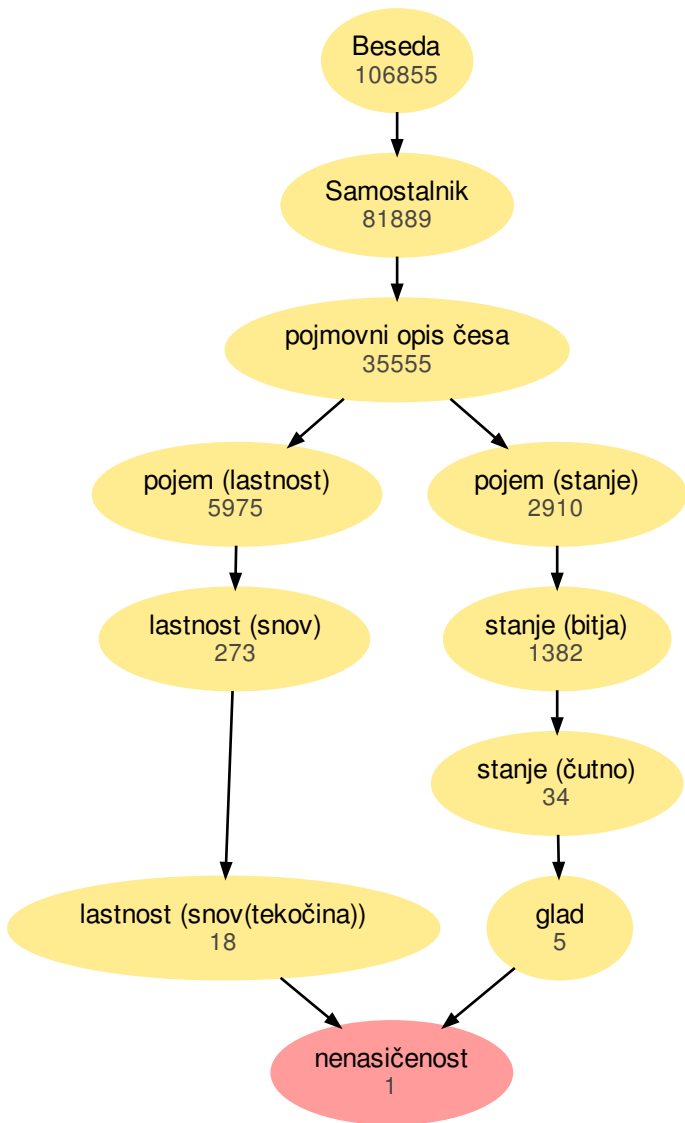 Beseda
106855
Samostalnik
81889
pojmovni opis česa
35555
pojem (lastnost)
5975
pojem (stanje)
2910
lastnost (snov)
273
stanje (bitja)
1382
stanje (čutno)
34
lastnost (snov(tekočina))
18
glad
5
nenasičenost
1